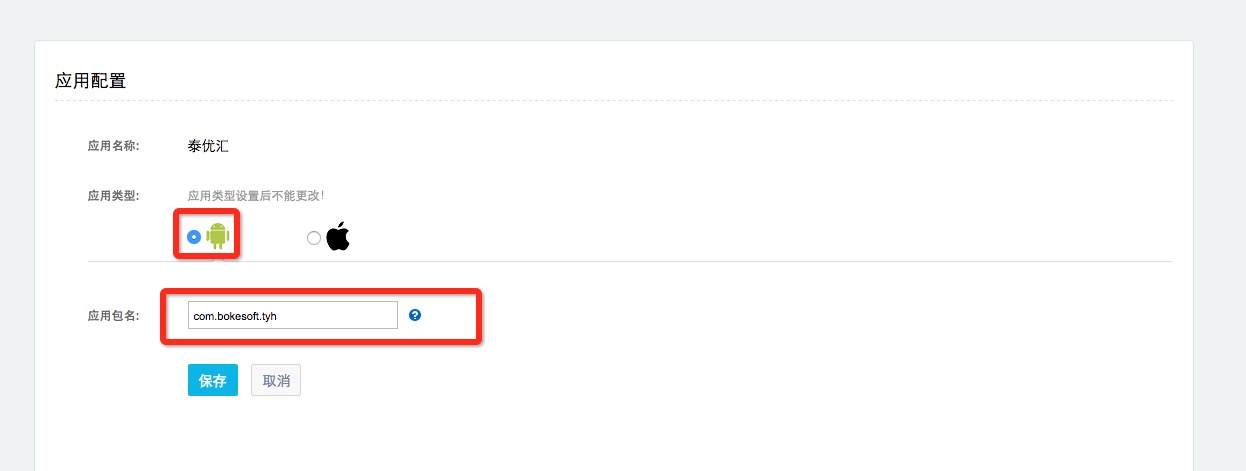 应用配置
应用名称: 泰优汇
应用类型: 应用类型设置后不能更改!
应用包名: com.bokesoft.tyh ?
保存 取消